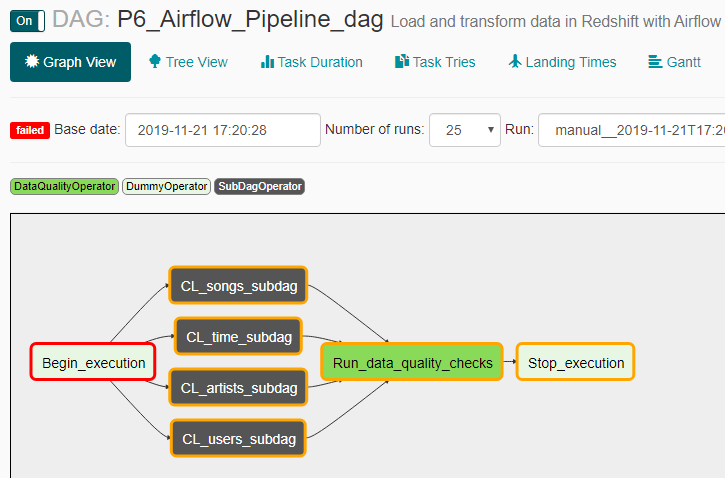 On DAG: P6_Airflow_Pipeline_dag Load and transform data in Redshift with Airflow
Graph View Tree View Task Duration Task Tries Landing Times Gantt
failed Base date: 2019-11-21 17:20:28 Number of runs: 25 Run: manual__2019-11-21T17:20
DataQualityOperator DummyOperator SubDagOperator
CL_songs_subdag
CL_time_subdag
Begin_execution Run_data_quality_checks Stop_execution
CL_artists_subdag
CL_users_subdag